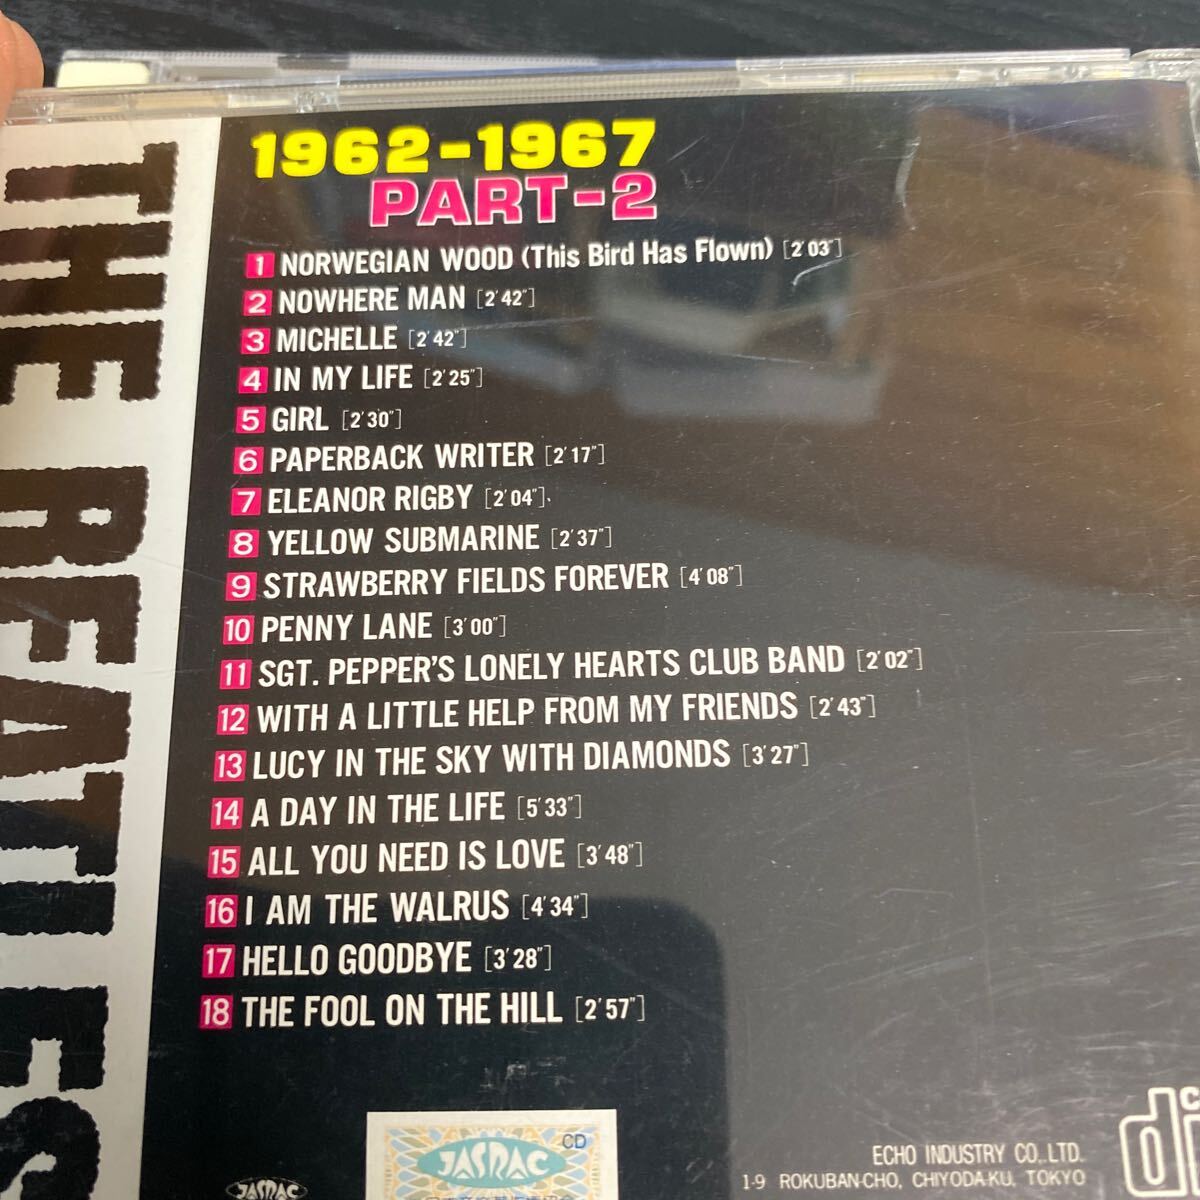 THE BEATLES
1962-1967
PART-2
1 NORWEGIAN WOOD (This Bird Has Flown) [2'03"]
2 NOWHERE MAN [2'42"]
3 MICHELLE [2'42"]
4 IN MY LIFE [2'25"]
5 GIRL [2'30"]
6 PAPERBACK WRITER [2'17"]
7 ELEANOR RIGBY [2'04"]
8 YELLOW SUBMARINE [2'37"]
9 STRAWBERRY FIELDS FOREVER [4'08"]
10 PENNY LANE [3'00"]
11 SGT. PEPPER'S LONELY HEARTS CLUB BAND [2'02"]
12 WITH A LITTLE HELP FROM MY FRIENDS [2'43"]
13 LUCY IN THE SKY WITH DIAMONDS [3'27"]
14 A DAY IN THE LIFE [5'33"]
15 ALL YOU NEED IS LOVE [3'48"]
16 I AM THE WALRUS [4'34"]
17 HELLO GOODBYE [3'28"]
18 THE FOOL ON THE HILL [2'57"]
CD
JASRAC
JASRAC
ECHO INDUSTRY CO., LTD.
1-9 ROKUBAN-CHO, CHIYODA-KU, TOKYO